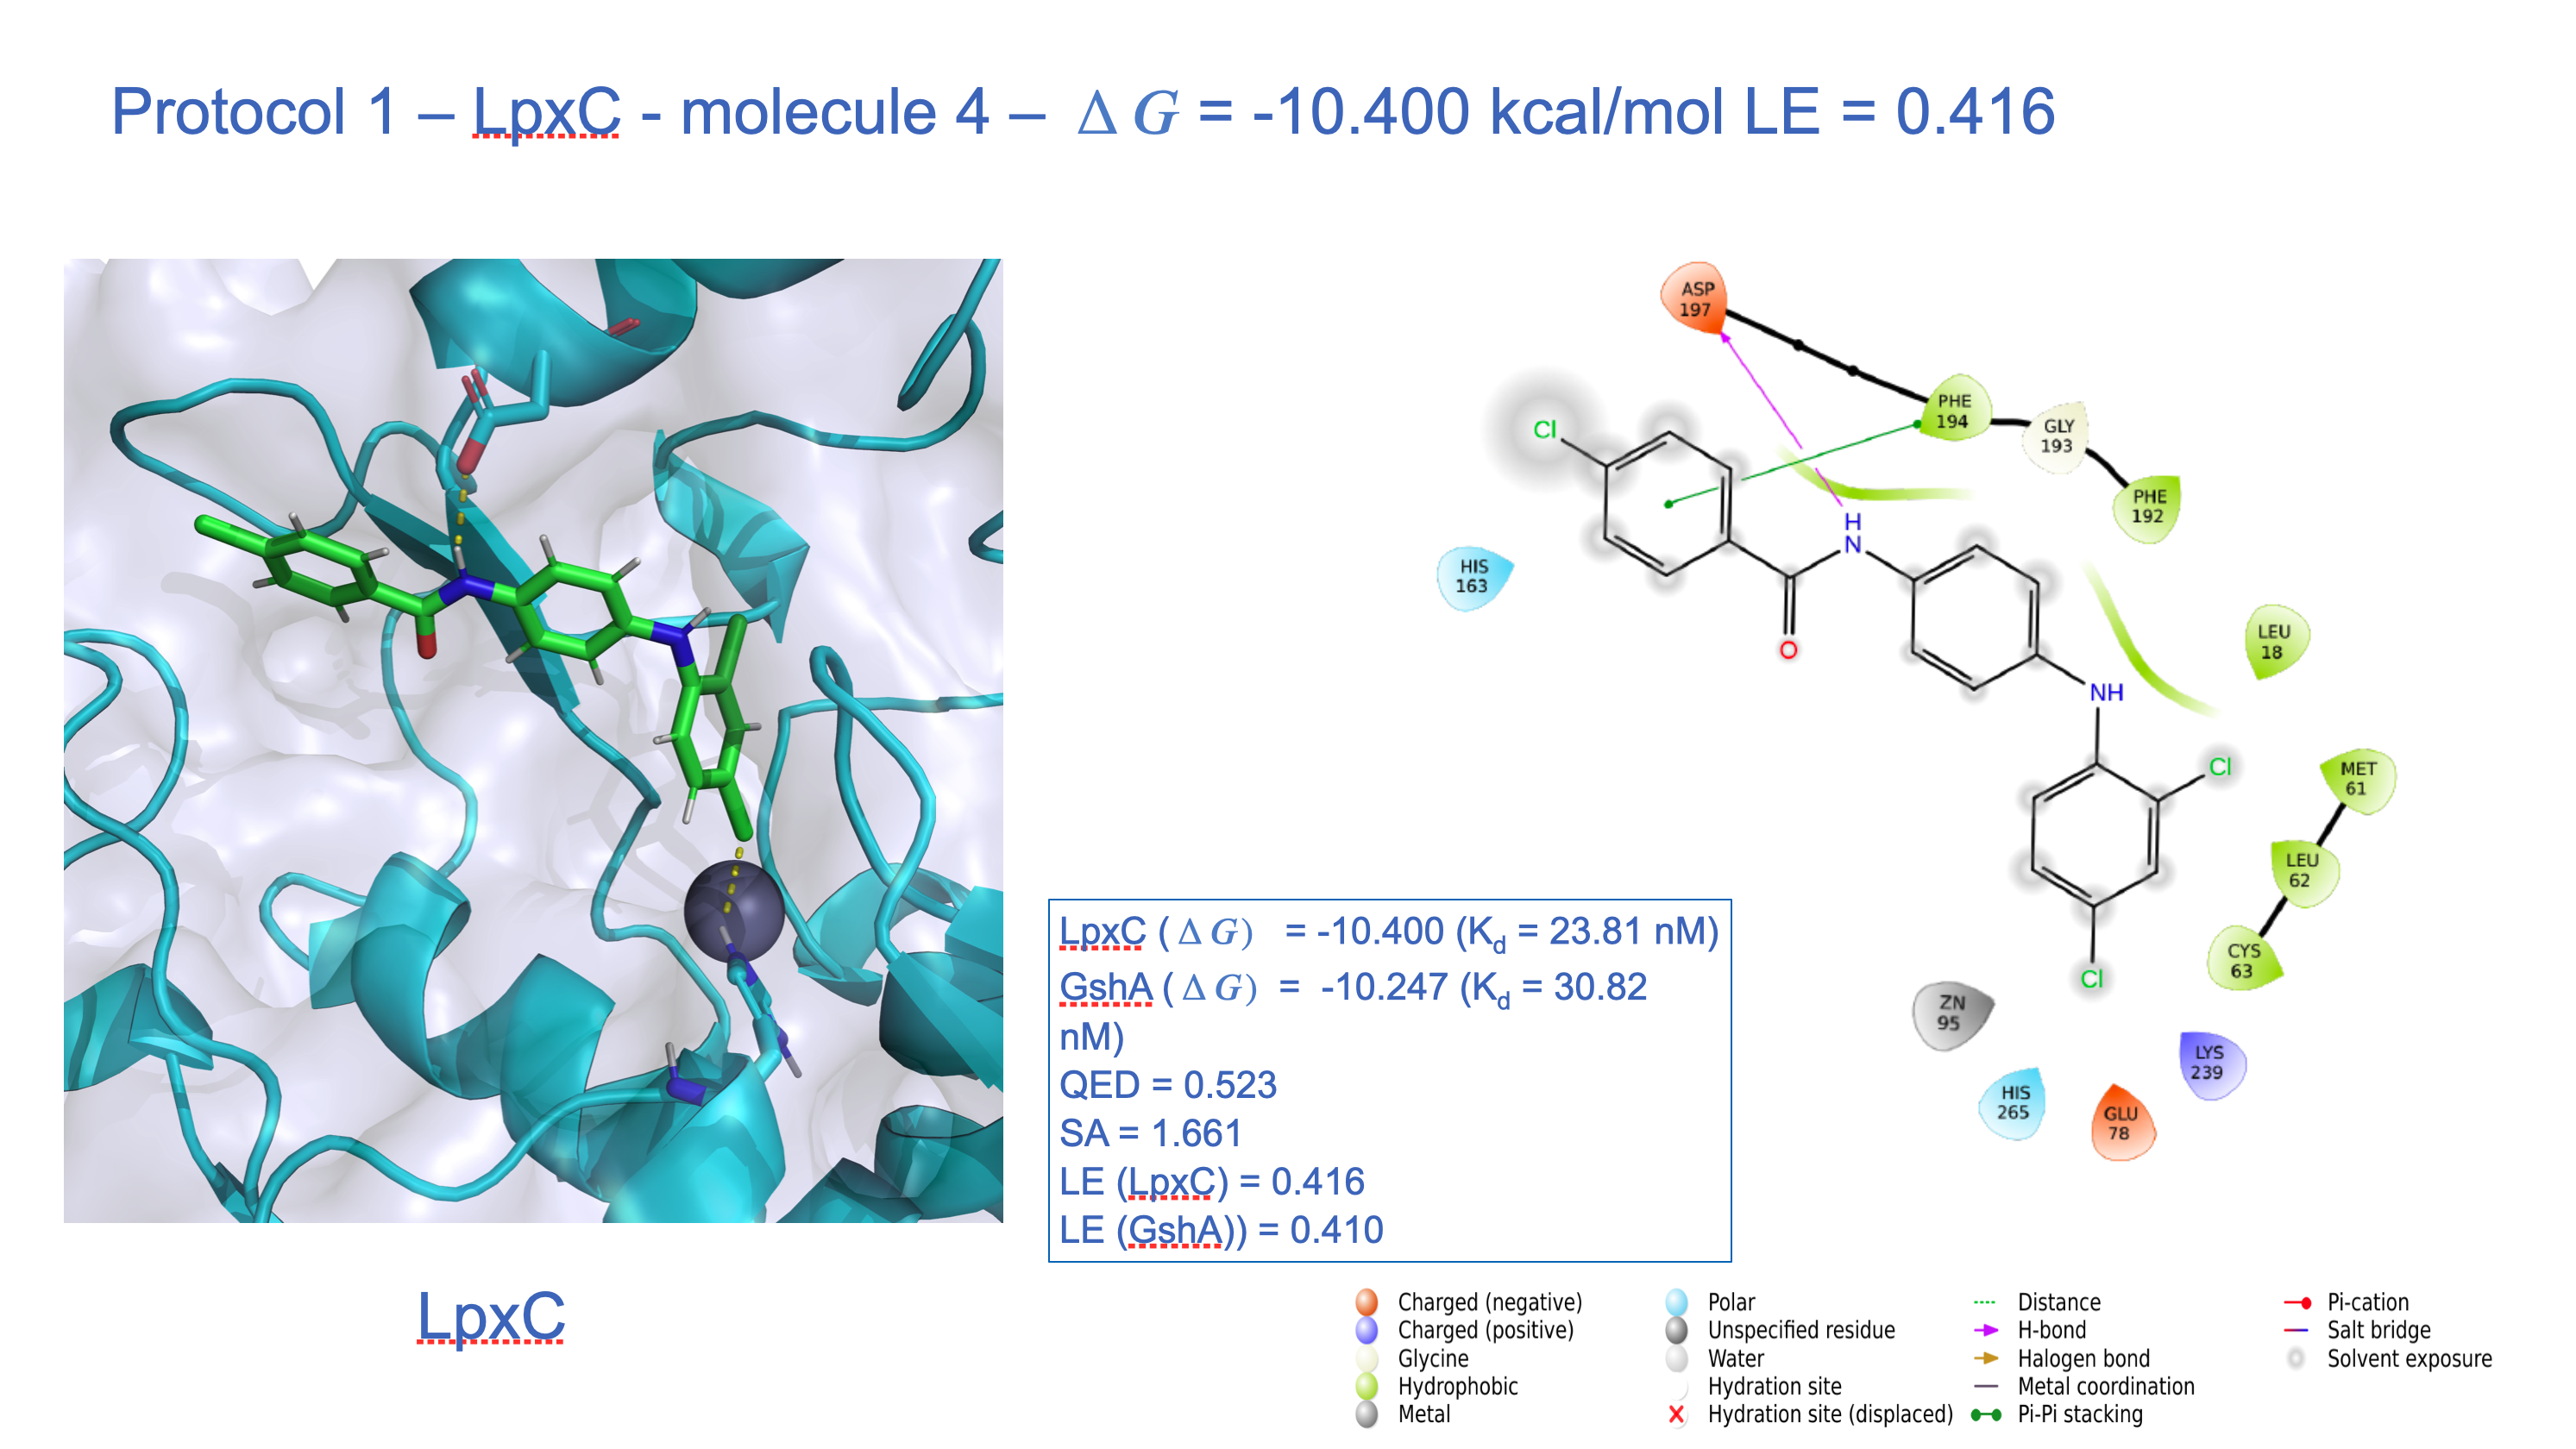 Protocol 1 – LpxC - molecule 4 – Δ G = -10.400 kcal/mol LE = 0.416
ASP
197
PHE
194
GLY
193
PHE
192
Cl
H
N
HIS
163
O
LEU
18
NH
Cl
MET
61
LEU
62
CYS
63
Cl
ZN
95
LYS
239
HIS
265
GLU
78
LpxC ( Δ G) = -10.400 (Kd = 23.81 nM)
GshA ( Δ G) = -10.247 (Kd = 30.82
nM)
QED = 0.523
SA = 1.661
LE (LpxC) = 0.416
LE (GshA)) = 0.410
LpxC
Charged (negative)
Charged (positive)
Glycine
Hydrophobic
Metal
Polar
Unspecified residue
Water
Hydration site
Hydration site (displaced)
Distance
H-bond
Halogen bond
Metal coordination
Pi-Pi stacking
Pi-cation
Salt bridge
Solvent exposure